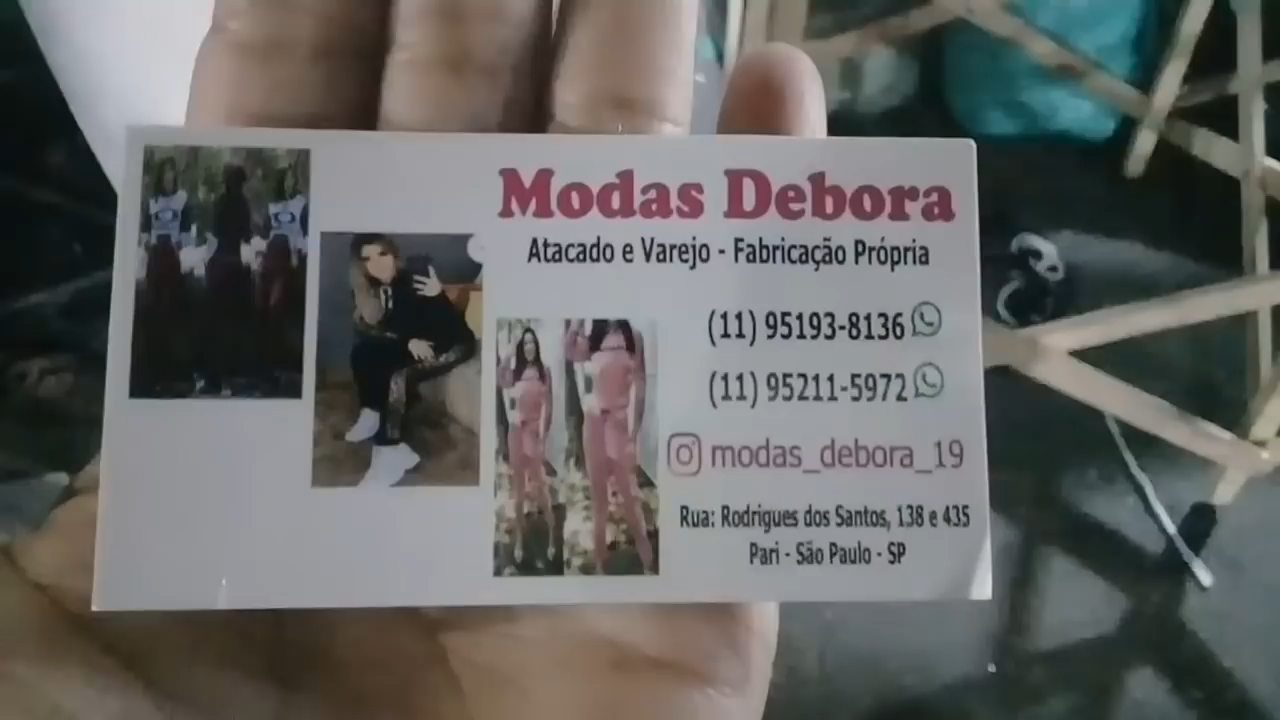 Modas Debora
Atacado e Varejo - Fabricação Própria
(11) 95193-8136
(11) 95211-5972
modas_debora_19
Rua: Rodrigues dos Santos, 138 e 435
Pari - São Paulo - SP